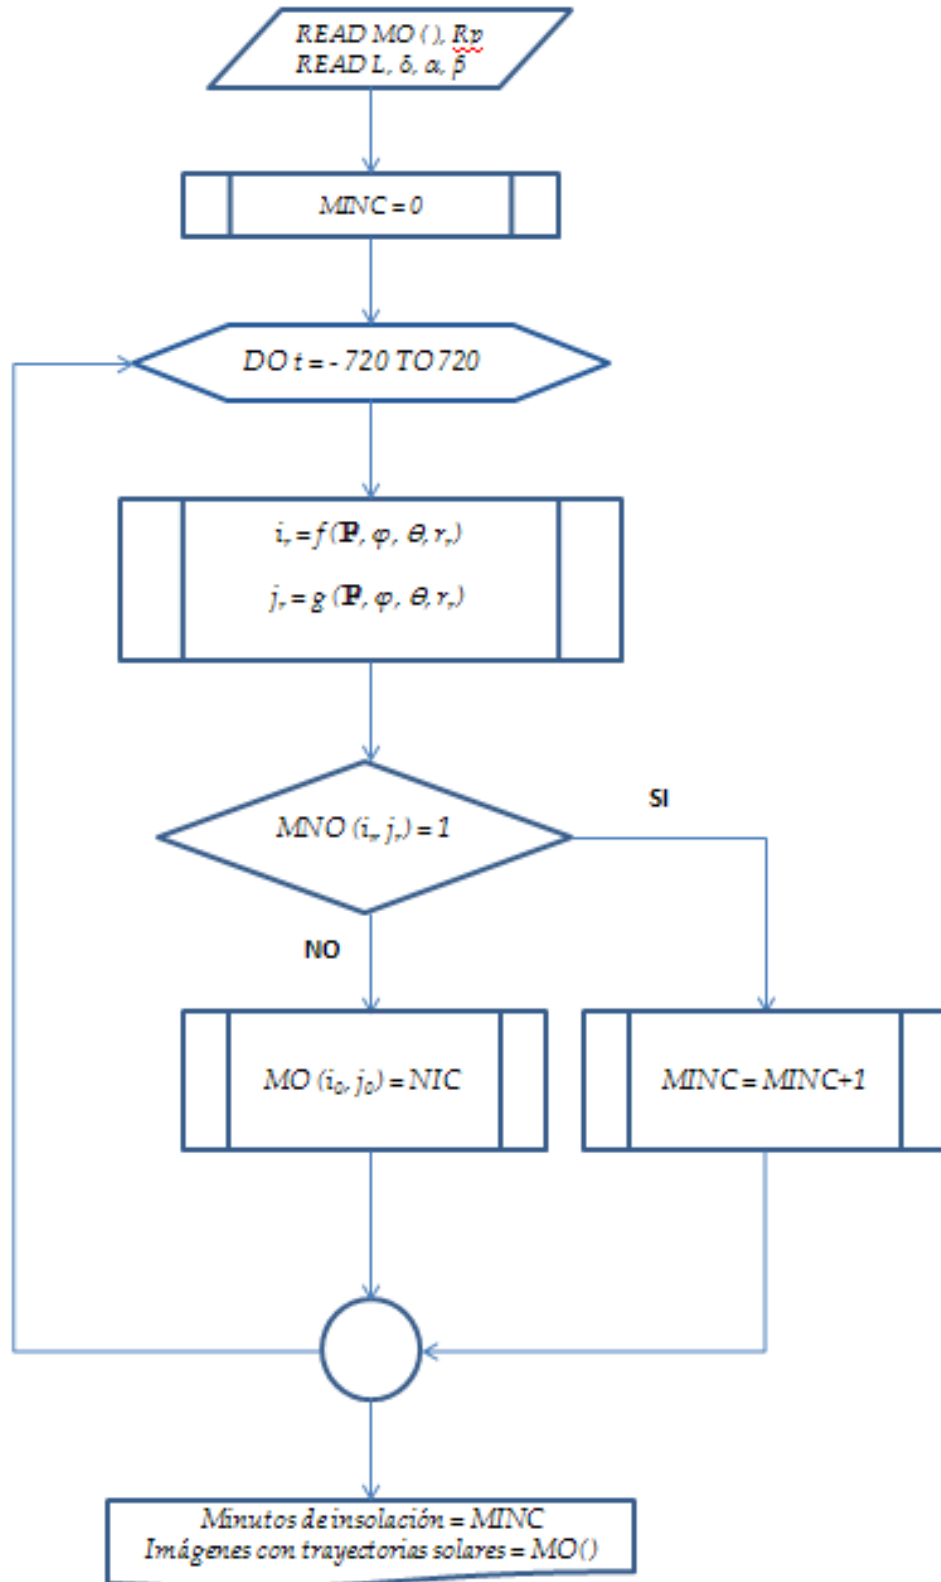 READ MO ( ), Rp
READ L, δ, α, β
MINC = 0
DO t = - 720 TO 720
iᵣ = f (ℙ, φ, θ, rᵣ)
jᵣ = g (ℙ, φ, θ, rᵣ)
MNO (iᵣ, jᵣ) = 1
SI
NO
MO (i₀, j₀) = NIC
MINC = MINC+1
Minutos de insolación = MINC
Imágenes con trayectorias solares = MO()